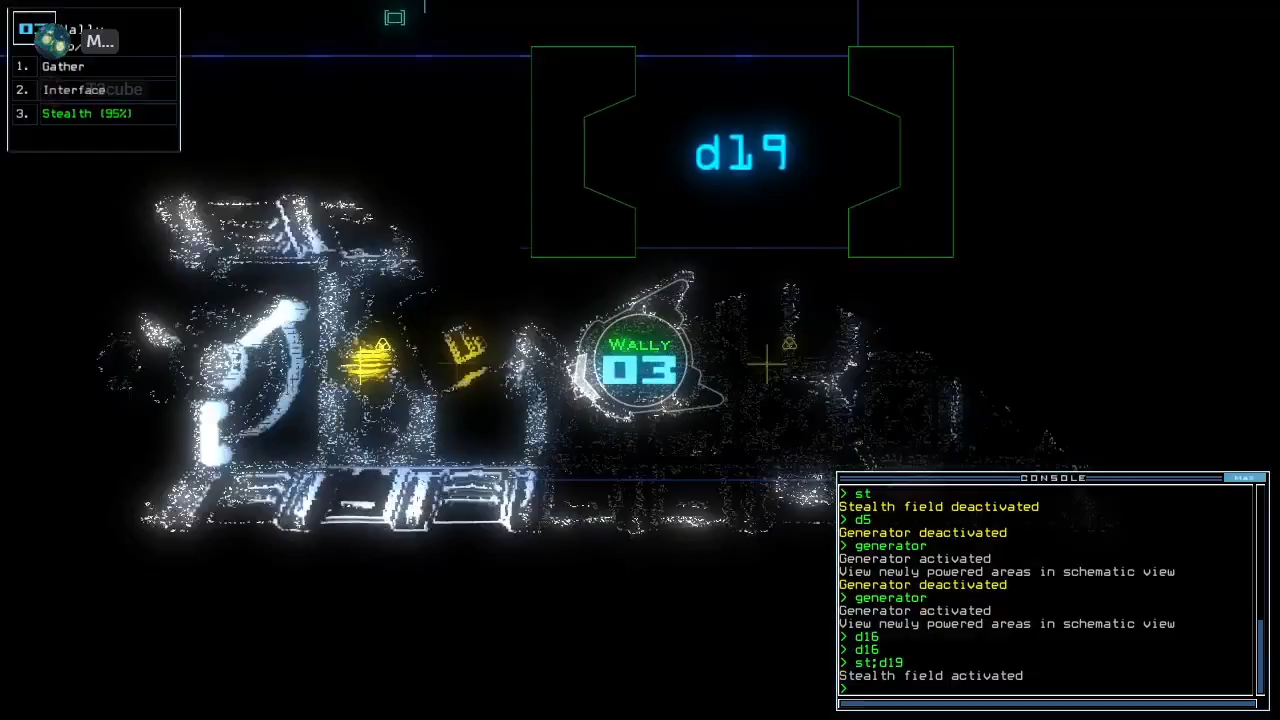 03
M...
1. Gather
2. Interface
3. Stealth (95%)
d19
WALLY
03
CONSOLE
MAX
> st
Stealth field deactivated
> d5
Generator deactivated
> generator
Generator activated
View newly powered areas in schematic view
Generator deactivated
> generator
Generator activated
View newly powered areas in schematic view
> d16
> d16
> st;d19
Stealth field activated
>